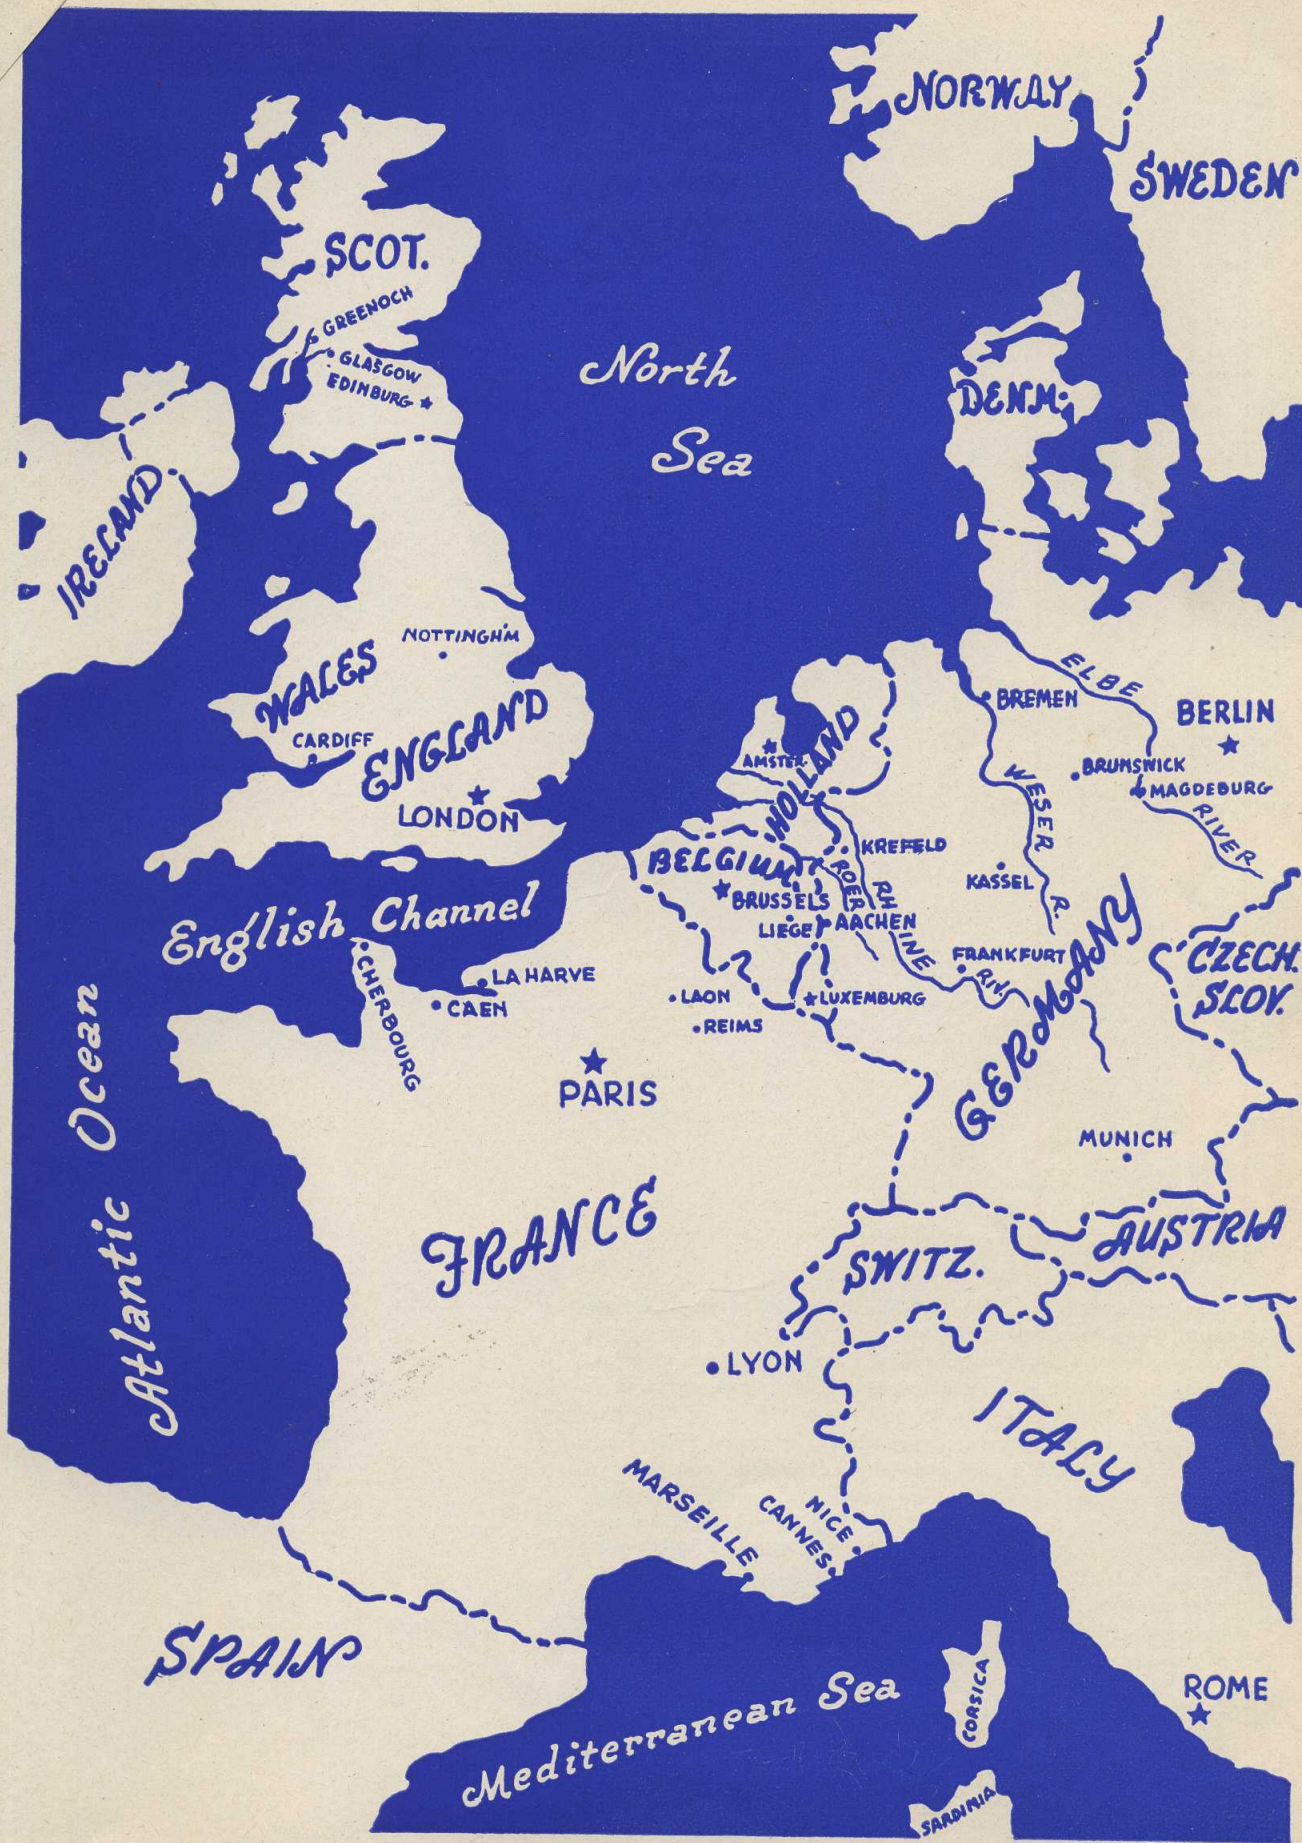 NORWAY
SWEDEN
SCOT.
GREENOCH
GLASGOW
EDINBURG
North
Sea
DENM.
IRELAND
NOTTINGH'M
WALES
CARDIFF
ENGLAND
LONDON
ELBE
BREMEN
BERLIN
AMSTER.
HOLLAND
WESER
R.
BRUNSWICK
MAGDEBURG
RIVER
KREFELD
BELGIUM
ROER
RHINE
RIV.
KASSEL
BRUSSELS
LIEGE
AACHEN
English Channel
CHERBOURG
LA HARVE
CAEN
LAON
LUXEMBURG
REIMS
FRANKFURT
GERMANY
CZECH.
SLOV.
Atlantic Ocean
PARIS
MUNICH
FRANCE
SWITZ.
AUSTRIA
LYON
ITALY
MARSEILLE
CANNES
NICE
SPAIN
Mediterranean Sea
CORSICA
ROME
SARDINIA